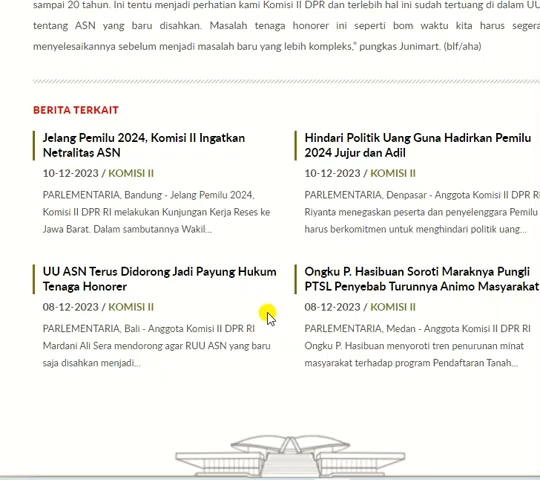 sampai 20 tahun. Ini tentu menjadi perhatian kami Komisi II DPR dan terlebih hal ini sudah tertuang di dalam UU
tentang ASN yang baru disahkan. Masalah tenaga honorer ini seperti bom waktu kita harus segera
menyelesaikannya sebelum menjadi masalah baru yang lebih kompleks," pungkas Junimart. (blf/aha)
BERITA TERKAIT
Jelang Pemilu 2024, Komisi II Ingatkan
Netralitas ASN
10-12-2023 / KOMISI II
PARLEMENTARIA, Bandung - Jelang Pemilu 2024,
Komisi II DPR RI melakukan Kunjungan Kerja Reses ke
Jawa Barat. Dalam sambutannya Wakil...
Hindari Politik Uang Guna Hadirkan Pemilu
2024 Jujur dan Adil
10-12-2023 / KOMISI II
PARLEMENTARIA, Denpasar - Anggota Komisi II DPR RI
Riyanta menegaskan peserta dan penyelenggara Pemilu
harus berkomitmen untuk menghindari politik uang...
UU ASN Terus Didorong Jadi Payung Hukum
Tenaga Honorer
08-12-2023 / KOMISI II
PARLEMENTARIA, Bali - Anggota Komisi II DPR RI
Mardani Ali Sera mendorong agar RUU ASN yang baru
saja disahkan menjadi...
Ongku P. Hasibuan Soroti Maraknya Pungli
PTSL Penyebab Turunnya Animo Masyarakat
08-12-2023 / KOMISI II
PARLEMENTARIA, Medan - Anggota Komisi II DPR RI
Ongku P. Hasibuan menyoroti tren penurunan minat
masyarakat terhadap program Pendaftaran Tanah...